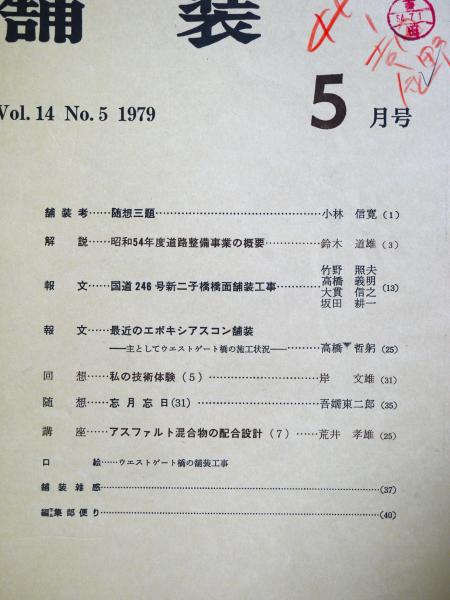 舗装
Vol. 14 No. 5 1979 5月号
舗装考……随想三題……小林 信寛(1)
解説……昭和54年度道路整備事業の概要……鈴木 道雄(3)
報文……国道246号新二子橋橋面舗装工事……竹野 照夫 高橋 義明 大貫 信之 坂田 耕一(13)
報文……最近のエポキシアスコン舗装
——主としてウエストゲート橋の施工状況——……高橋 哲躬(25)
回想……私の技術体験(5)……岸 文雄(31)
随想……忘月忘日(31)……吾嬬東二郎(35)
講座……アスファルト混合物の配合設計(7)……荒井 孝雄(25)
口絵……ウエストゲート橋の舗装工事
舗装雑感……(37)
編集部便り……(40)